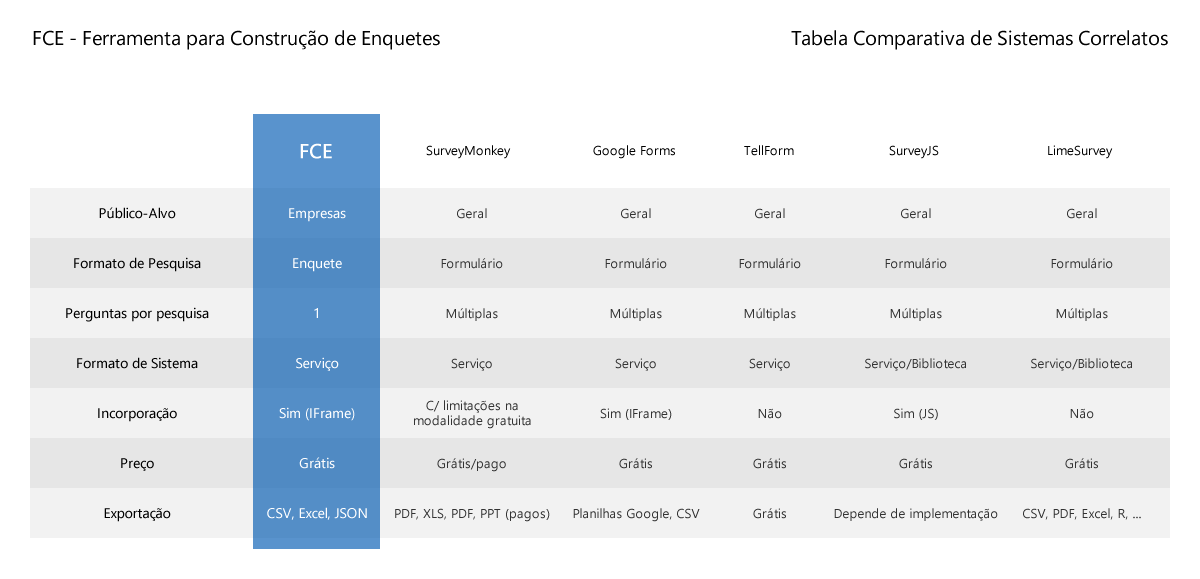 FCE - Ferramenta para Construção de Enquetes
Tabela Comparativa de Sistemas Correlatos
FCE SurveyMonkey Google Forms TellForm SurveyJS LimeSurvey
Público-Alvo Empresas Geral Geral Geral Geral Geral
Formato de Pesquisa Enquete Formulário Formulário Formulário Formulário Formulário
Perguntas por pesquisa 1 Múltiplas Múltiplas Múltiplas Múltiplas Múltiplas
Formato de Sistema Serviço Serviço Serviço Serviço Serviço/Biblioteca Serviço/Biblioteca
Incorporação Sim (IFrame) C/ limitações na modalidade gratuita Sim (IFrame) Não Sim (JS) Não
Preço Grátis Grátis/pago Grátis Grátis Grátis Grátis
Exportação CSV, Excel, JSON PDF, XLS, PDF, PPT (pagos) Planilhas Google, CSV Grátis Depende de implementação CSV, PDF, Excel, R, ...